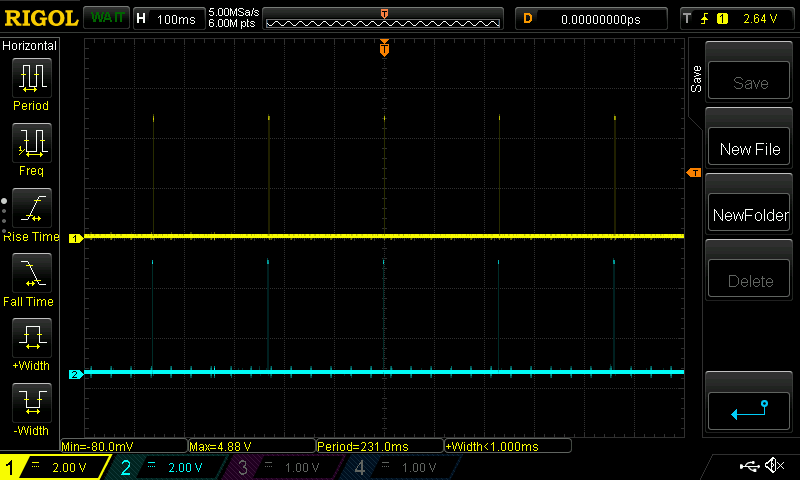 RIGOL WAIT H 100ms 5.00MSa/s D 0.00000000ps T 1 2.64 V
6.00M pts
T
Horizontal
Period
Freq
Rise Time
Fall Time
+Width
-Width
T
1
2
Save
Save
New File
NewFolder
Delete
Min=-80.0mV Max=4.88 V Period=231.0ms +Width<1.000ms
1 2.00 V 2 2.00 V 3 1.00 V 4 1.00 V